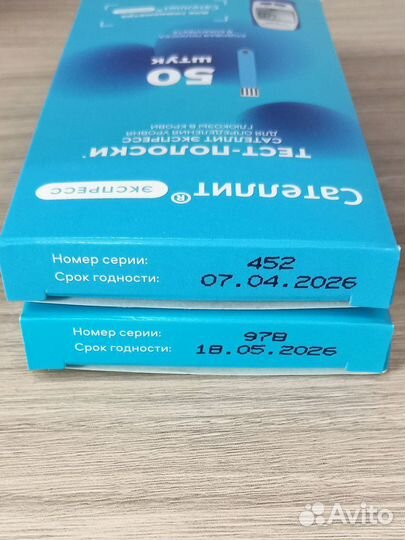 Сателлит® ЭКСПРЕСС
ТЕСТ-ПОЛОСКИ
САТЕЛЛИТ ЭКСПРЕСС
ДЛЯ ОПРЕДЕЛЕНИЯ УРОВНЯ
ГЛЮКОЗЫ В КРОВИ
50
ШТУК
Номер серии: 452
Срок годности: 07.04.2026
Номер серии: 978
Срок годности: 18.05.2026
Avito